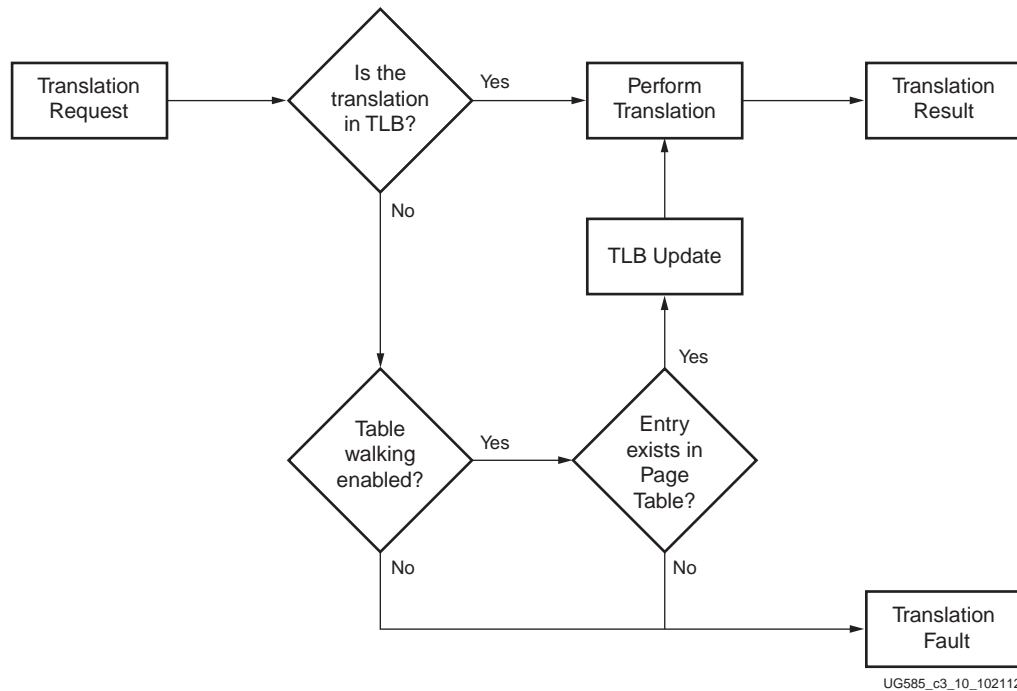 Translation
Request
Is the
translation
in TLB?
Yes
Perform
Translation
Translation
Result
No
TLB Update
Yes
Table
walking
enabled?
Yes
Entry
exists in
Page
Table?
No
No
Translation
Fault
UG585_c3_10_102112